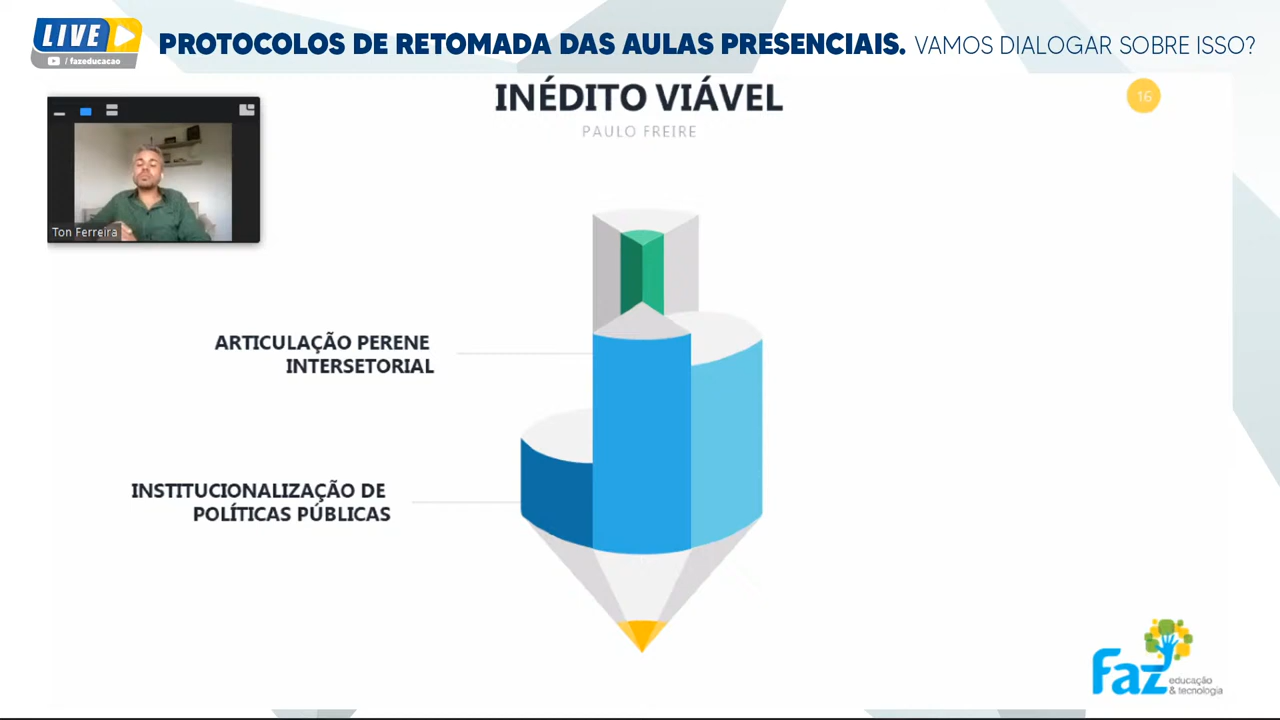 LIVE
/fazeducacao
PROTOCOLOS DE RETOMADA DAS AULAS PRESENCIAIS. VAMOS DIALOGAR SOBRE ISSO?
INÉDITO VIÁVEL
16
PAULO FREIRE
Ton Ferreira
ARTICULAÇÃO PERENE
INTERSETORIAL
INSTITUCIONALIZAÇÃO DE
POLÍTICAS PÚBLICAS
Faz
educação
& tecnologia